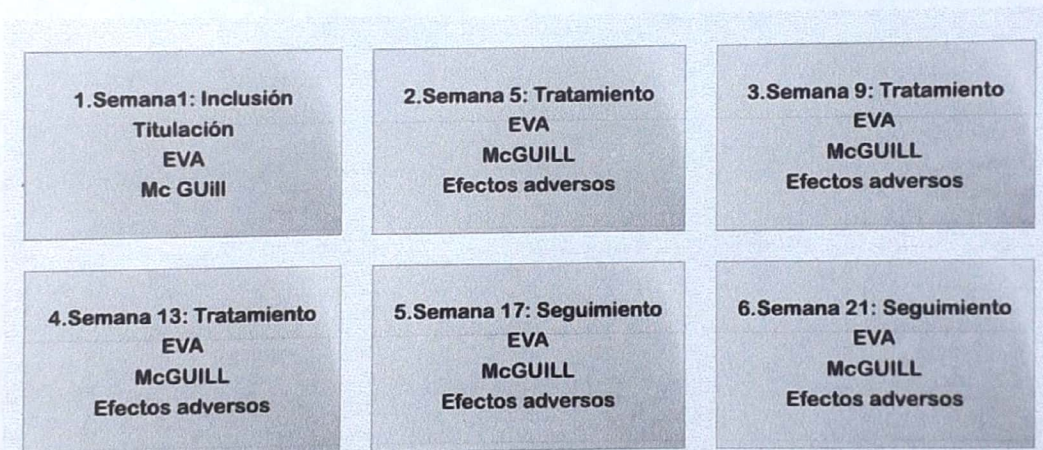 1.Semana1: Inclusión
Titulación
EVA
Mc GUill
2.Semana 5: Tratamiento
EVA
McGUILL
Efectos adversos
3.Semana 9: Tratamiento
EVA
McGUILL
Efectos adversos
4.Semana 13: Tratamiento
EVA
McGUILL
Efectos adversos
5.Semana 17: Seguimiento
EVA
McGUILL
Efectos adversos
6.Semana 21: Seguimiento
EVA
McGUILL
Efectos adversos